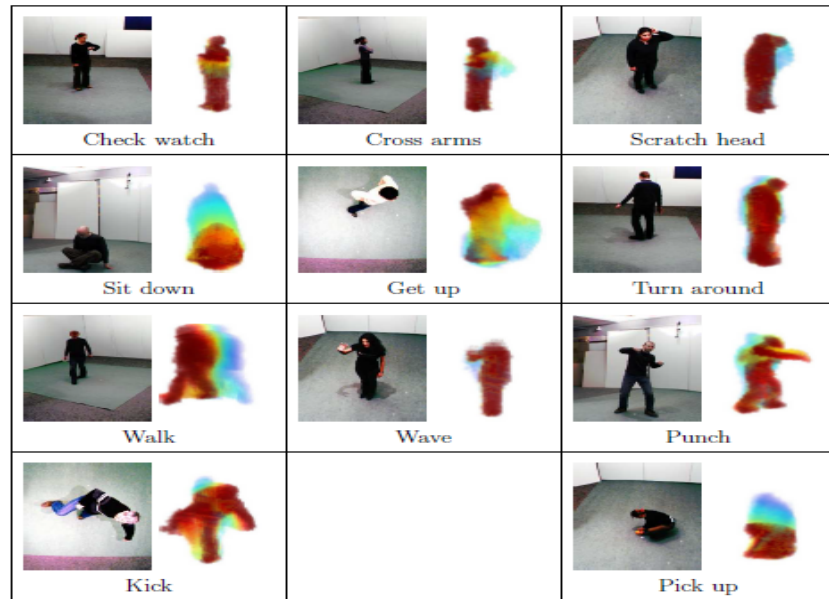 Check watch
Cross arms
Scratch head
Sit down
Get up
Turn around
Walk
Wave
Punch
Kick
Pick up